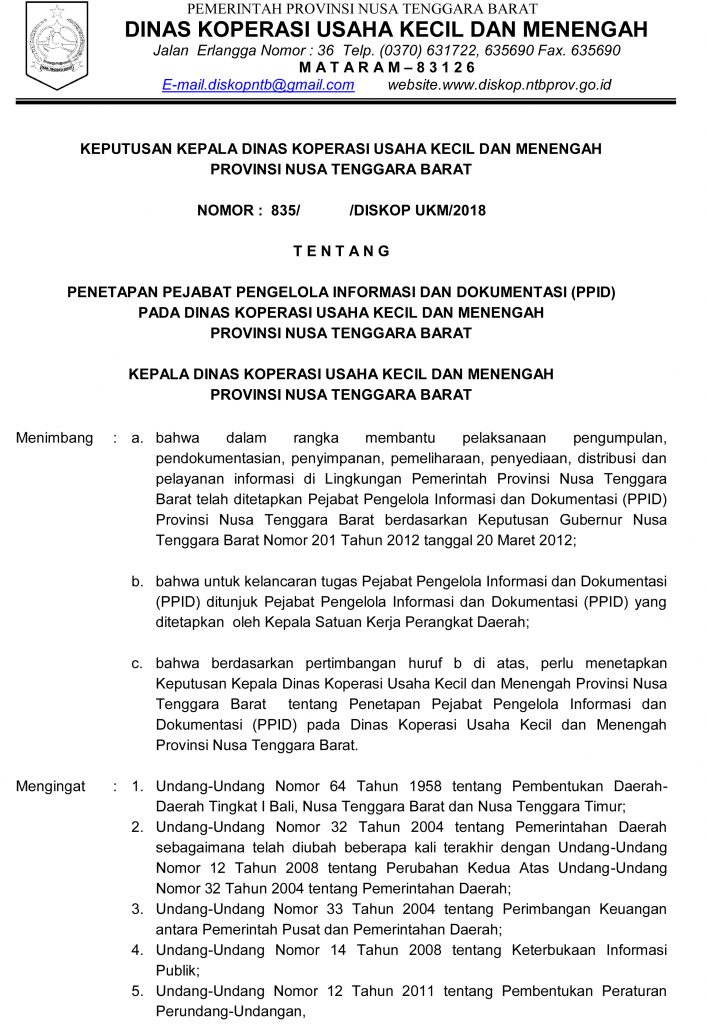 PEMERINTAH PROVINSI NUSA TENGGARA BARAT
DINAS KOPERASI USAHA KECIL DAN MENENGAH
Jalan Erlangga Nomor : 36 Telp. (0370) 631722, 635690 Fax. 635690
M A T A R A M – 8 3 1 2 6
E-mail.diskopntb@gmail.com website.www.diskop.ntbprov.go.id
KEPUTUSAN KEPALA DINAS KOPERASI USAHA KECIL DAN MENENGAH
PROVINSI NUSA TENGGARA BARAT
NOMOR : 835/ /DISKOP UKM/2018
T E N T A N G
PENETAPAN PEJABAT PENGELOLA INFORMASI DAN DOKUMENTASI (PPID)
PADA DINAS KOPERASI USAHA KECIL DAN MENENGAH
PROVINSI NUSA TENGGARA BARAT
KEPALA DINAS KOPERASI USAHA KECIL DAN MENENGAH
PROVINSI NUSA TENGGARA BARAT
Menimbang : a. bahwa dalam rangka membantu pelaksanaan pengumpulan,
pendokumentasian, penyimpanan, pemeliharaan, penyediaan, distribusi dan
pelayanan informasi di Lingkungan Pemerintah Provinsi Nusa Tenggara
Barat telah ditetapkan Pejabat Pengelola Informasi dan Dokumentasi (PPID)
Provinsi Nusa Tenggara Barat berdasarkan Keputusan Gubernur Nusa
Tenggara Barat Nomor 201 Tahun 2012 tanggal 20 Maret 2012;
b. bahwa untuk kelancaran tugas Pejabat Pengelola Informasi dan Dokumentasi
(PPID) ditunjuk Pejabat Pengelola Informasi dan Dokumentasi (PPID) yang
ditetapkan oleh Kepala Satuan Kerja Perangkat Daerah;
c. bahwa berdasarkan pertimbangan huruf b di atas, perlu menetapkan
Keputusan Kepala Dinas Koperasi Usaha Kecil dan Menengah Provinsi Nusa
Tenggara Barat tentang Penetapan Pejabat Pengelola Informasi dan
Dokumentasi (PPID) pada Dinas Koperasi Usaha Kecil dan Menengah
Provinsi Nusa Tenggara Barat.
Mengingat : 1. Undang-Undang Nomor 64 Tahun 1958 tentang Pembentukan Daerah-
Daerah Tingkat I Bali, Nusa Tenggara Barat dan Nusa Tenggara Timur;
2. Undang-Undang Nomor 32 Tahun 2004 tentang Pemerintahan Daerah
sebagaimana telah diubah beberapa kali terakhir dengan Undang-Undang
Nomor 12 Tahun 2008 tentang Perubahan Kedua Atas Undang-Undang
Nomor 32 Tahun 2004 tentang Pemerintahan Daerah;
3. Undang-Undang Nomor 33 Tahun 2004 tentang Perimbangan Keuangan
antara Pemerintah Pusat dan Pemerintahan Daerah;
4. Undang-Undang Nomor 14 Tahun 2008 tentang Keterbukaan Informasi
Publik;
5. Undang-Undang Nomor 12 Tahun 2011 tentang Pembentukan Peraturan
Perundang-Undangan,